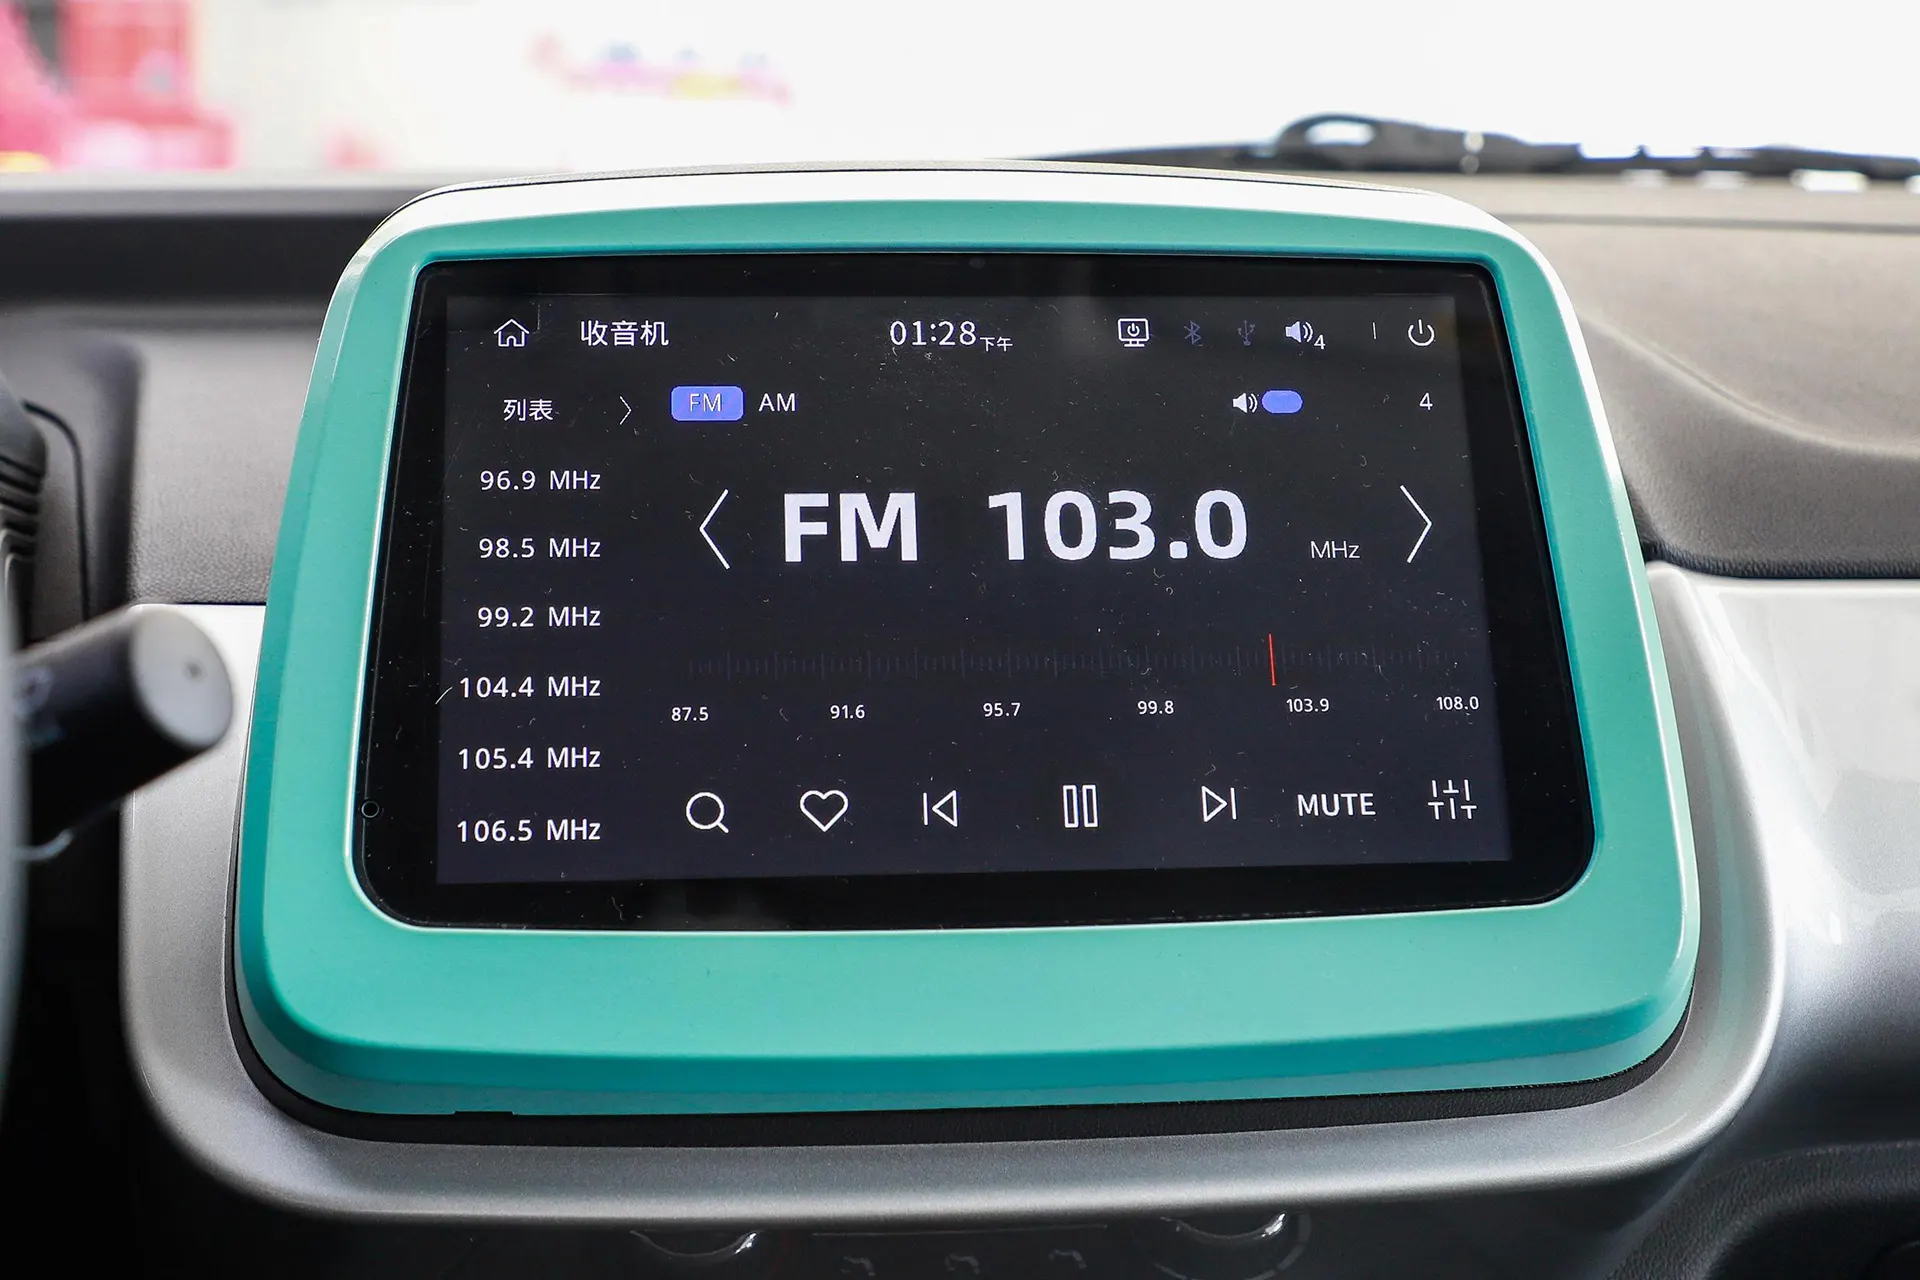 收音机 01:28下午 4
列表 FM AM 4
96.9 MHz
98.5 MHz
99.2 MHz
104.4 MHz
105.4 MHz
106.5 MHz
FM 103.0 MHz
87.5 91.6 95.7 99.8 103.9 108.0
MUTE